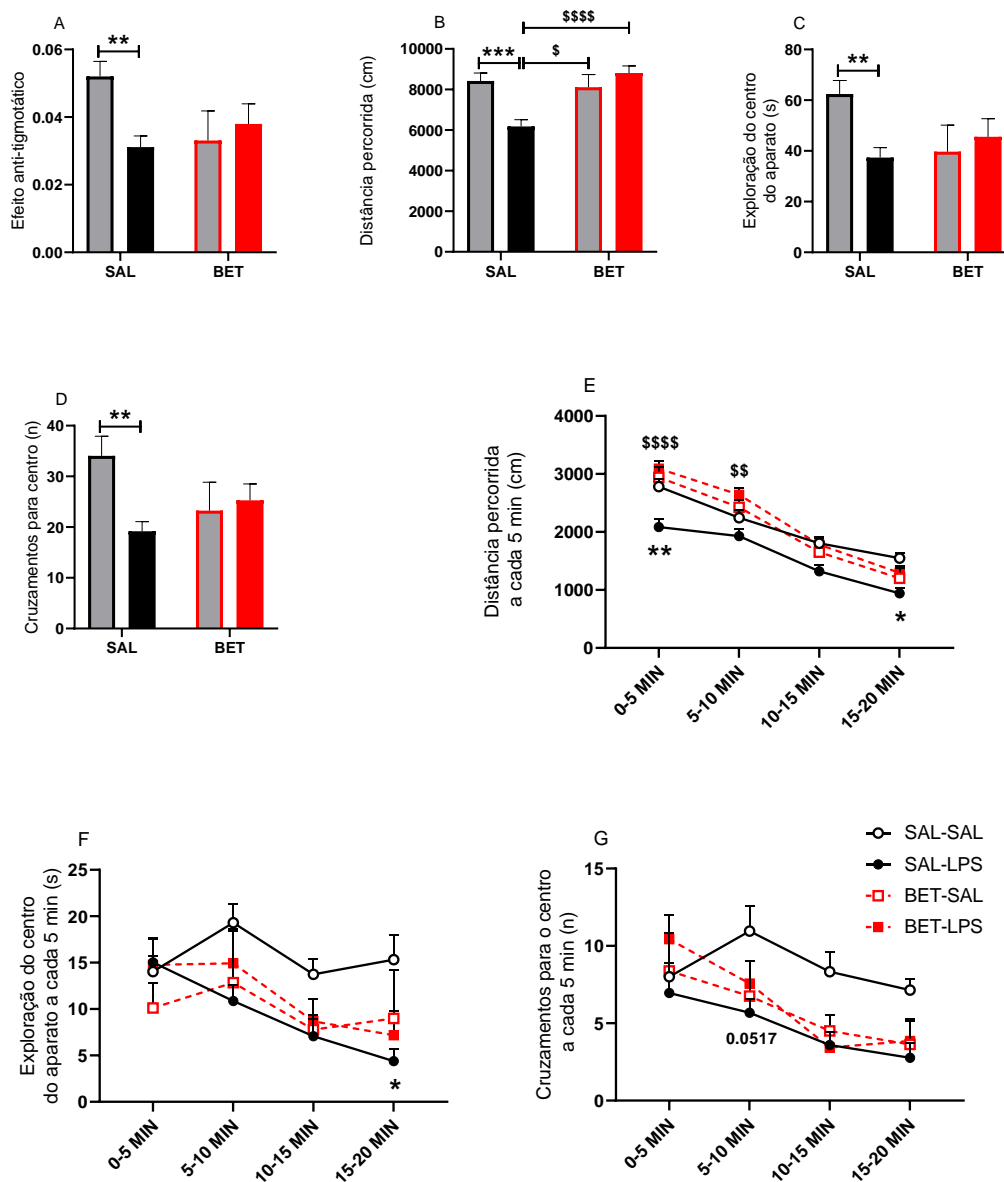 A
Efeito anti-tigmotático
0.06
0.04
0.02
0.00
**
SAL
BET
B
Distância percorrida (cm)
10000
8000
6000
4000
2000
0
$$$$
***
$
SAL
BET
C
Exploração do centro
do aparato (s)
80
60
40
20
0
**
SAL
BET
D
Cruzamentos para centro (n)
40
30
20
10
0
**
SAL
BET
E
Distância percorrida
a cada 5 min (cm)
4000
3000
2000
1000
0
$$$$
$$
**
*
0-5 MIN
5-10 MIN
10-15 MIN
15-20 MIN
F
Exploração do centro
do aparato a cada 5 min (s)
25
20
15
10
5
0
*
0-5 MIN
5-10 MIN
10-15 MIN
15-20 MIN
G
Cruzamentos para o centro
a cada 5 min (n)
15
10
5
0
0.0517
0-5 MIN
5-10 MIN
10-15 MIN
15-20 MIN
SAL-SAL
SAL-LPS
BET-SAL
BET-LPS